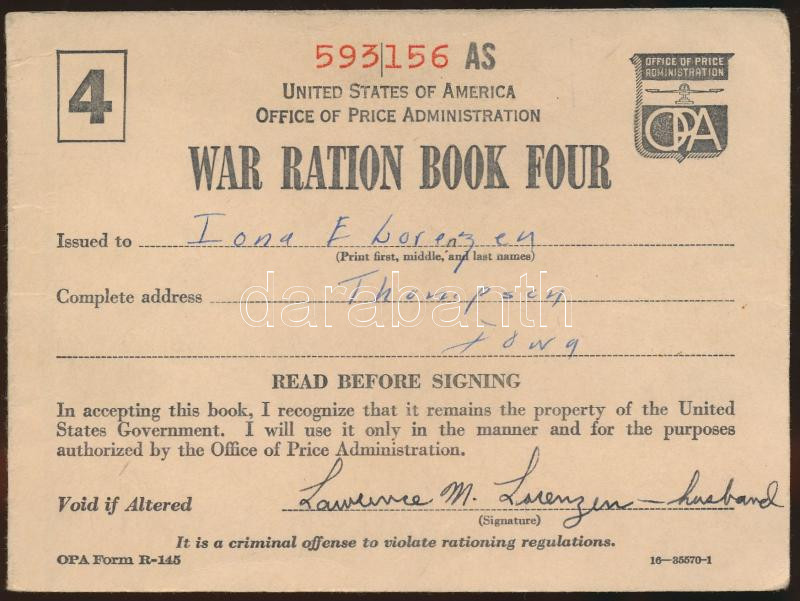 4
593156 AS
UNITED STATES OF AMERICA
OFFICE OF PRICE ADMINISTRATION
OFFICE OF PRICE
ADMINISTRATION
OPA
WAR RATION BOOK FOUR
Issued to Iona E Lorenzen
(Print first, middle, and last names)
Complete address Thompson
Iowa
darabanth
READ BEFORE SIGNING
In accepting this book, I recognize that it remains the property of the United
States Government. I will use it only in the manner and for the purposes
authorized by the Office of Price Administration.
Void if Altered Lawrence M. Lorenzen — husband
(Signature)
It is a criminal offense to violate rationing regulations.
OPA Form R-145 16—35570-1